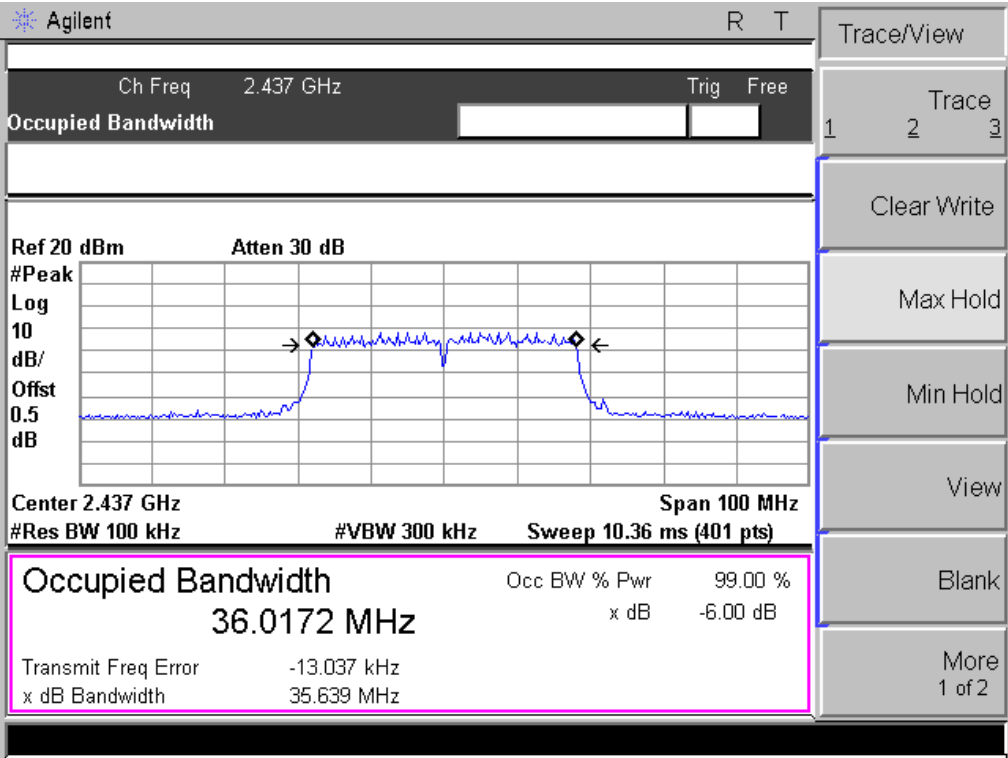 Agilent R T
Trace/View
Ch Freq 2.437 GHz Trig Free
Occupied Bandwidth
Trace
1 2 3
Clear Write
Ref 20 dBm Atten 30 dB
#Peak
Log
10
dB/
Offst
0.5
dB
Max Hold
Min Hold
Center 2.437 GHz Span 100 MHz
#Res BW 100 kHz #VBW 300 kHz Sweep 10.36 ms (401 pts)
View
Occupied Bandwidth Occ BW % Pwr 99.00 %
36.0172 MHz x dB -6.00 dB
Transmit Freq Error -13.037 kHz
x dB Bandwidth 35.639 MHz
Blank
More
1 of 2